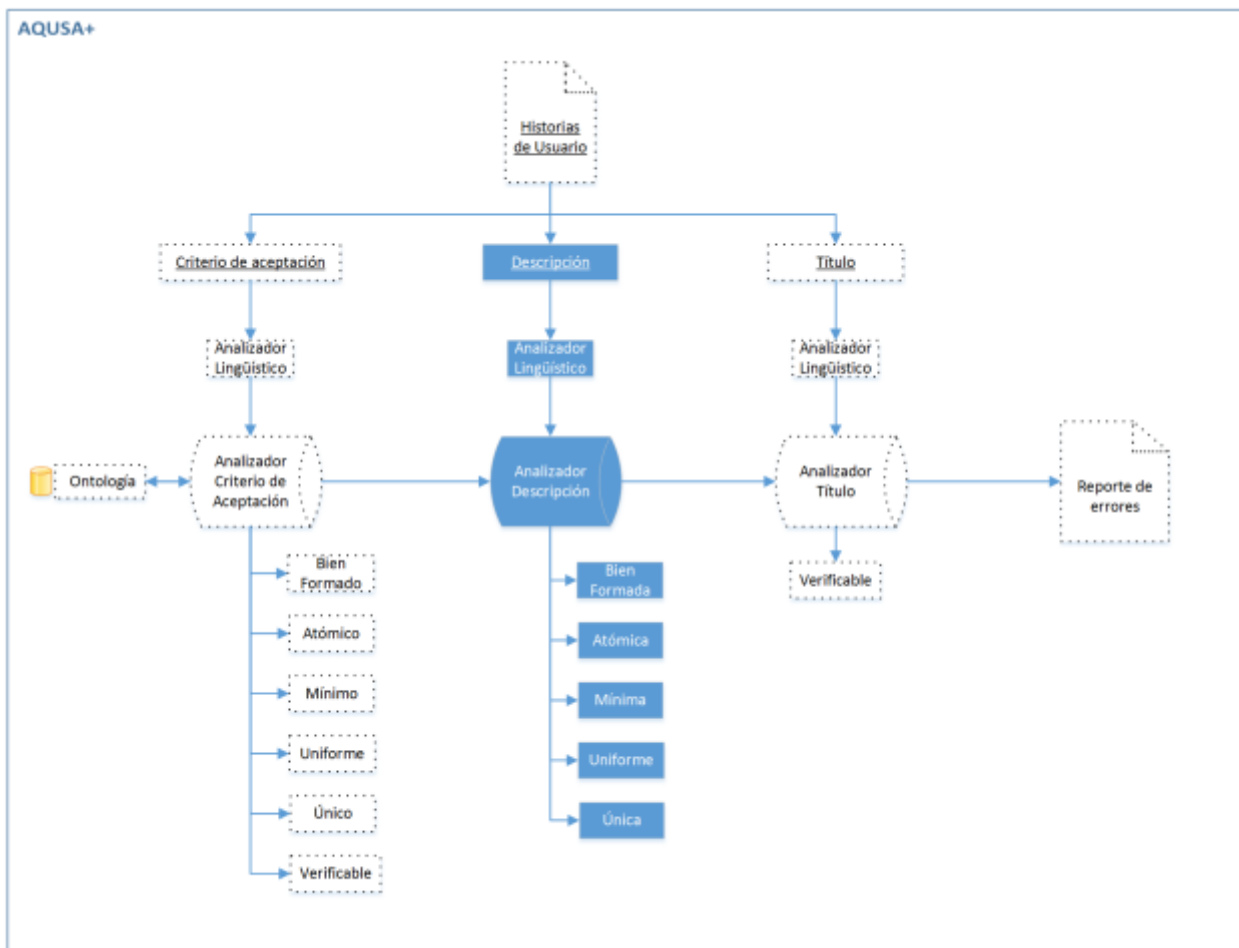 AQUSA+
Historias
de Usuario
Criterio de aceptación
Descripción
Título
Analizador
Lingüístico
Analizador
Lingüístico
Analizador
Lingüístico
Ontología
Analizador
Criterio de
Aceptación
Analizador
Descripción
Analizador
Título
Reporte de
errores
Bien
Formado
Atómico
Mínimo
Uniforme
Único
Verificable
Bien
Formada
Atómica
Mínima
Uniforme
Única
Verificable